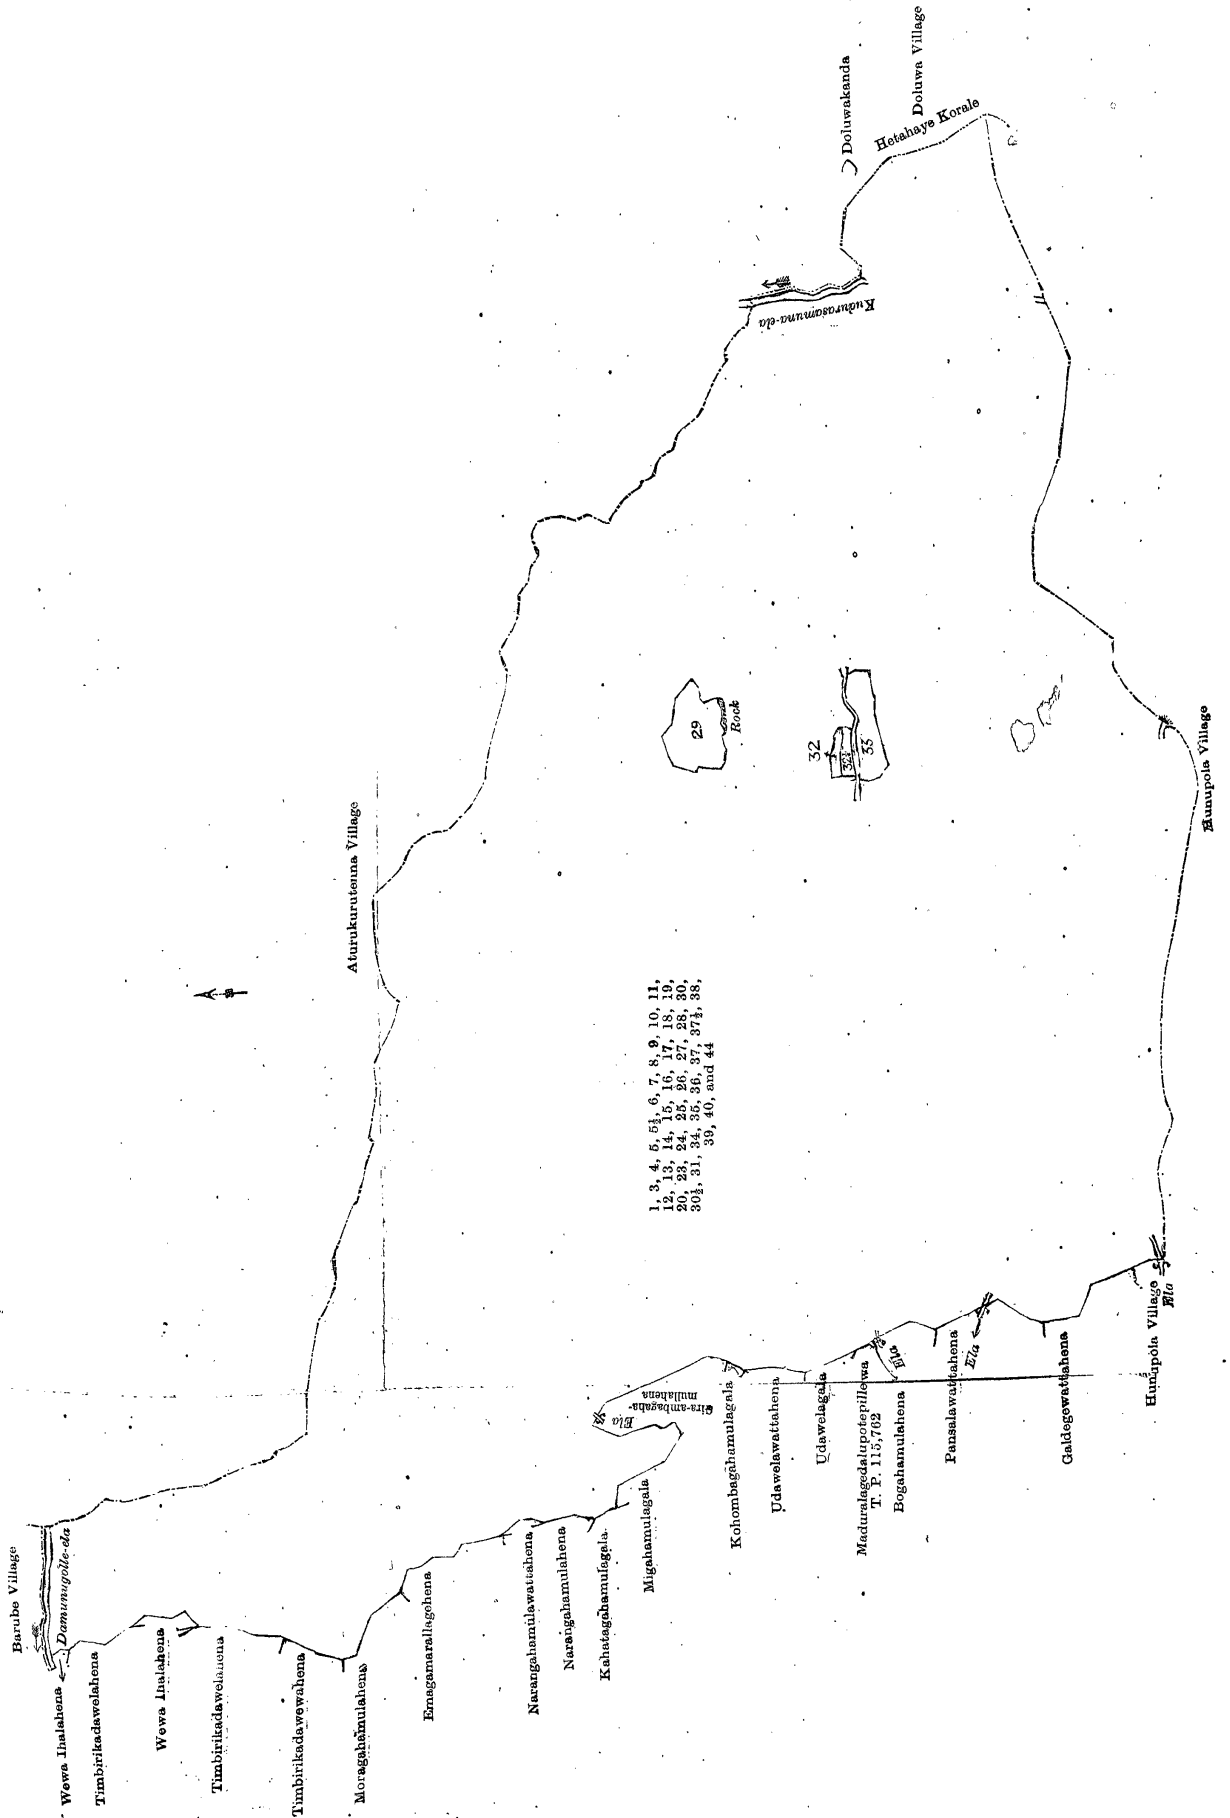 Barube Village
Damunugolle-ela
Wewa Ihalahena
Timbirikadawelahena
Wewa Ihalahena
Timbirikadawelahena
Timbirikadawewahena
Moragahamulahena
Emagamarallagehena
Narangahamulawattahena
Narangahamulahena
Kahatagahamulagala
Migahamulagala
Ela
mullahena
Kohombagahamulagala
Udawelawattahena
Udawelagala
Maduralagedalupotepillewa
T. P. 115,762
Ela
Bogahamulahena
Pansalawattahena
Ela
Galdegewattahena
Hunupola Village
Ela
Aturukurutenna Village
1, 3, 4, 5, 5½, 6, 7, 8, 9, 10, 11,
12, 13, 14, 15, 16, 17, 18, 19,
20, 23, 24, 25, 26, 27, 28, 30,
30½, 31, 34, 35, 36, 37, 37½, 38,
39, 40, and 44
29
Rock
32
32½
33
Hunupola Village
Kudurasamuna-ela
Doluwakanda
Hetahaye Korale
Doluwa Village